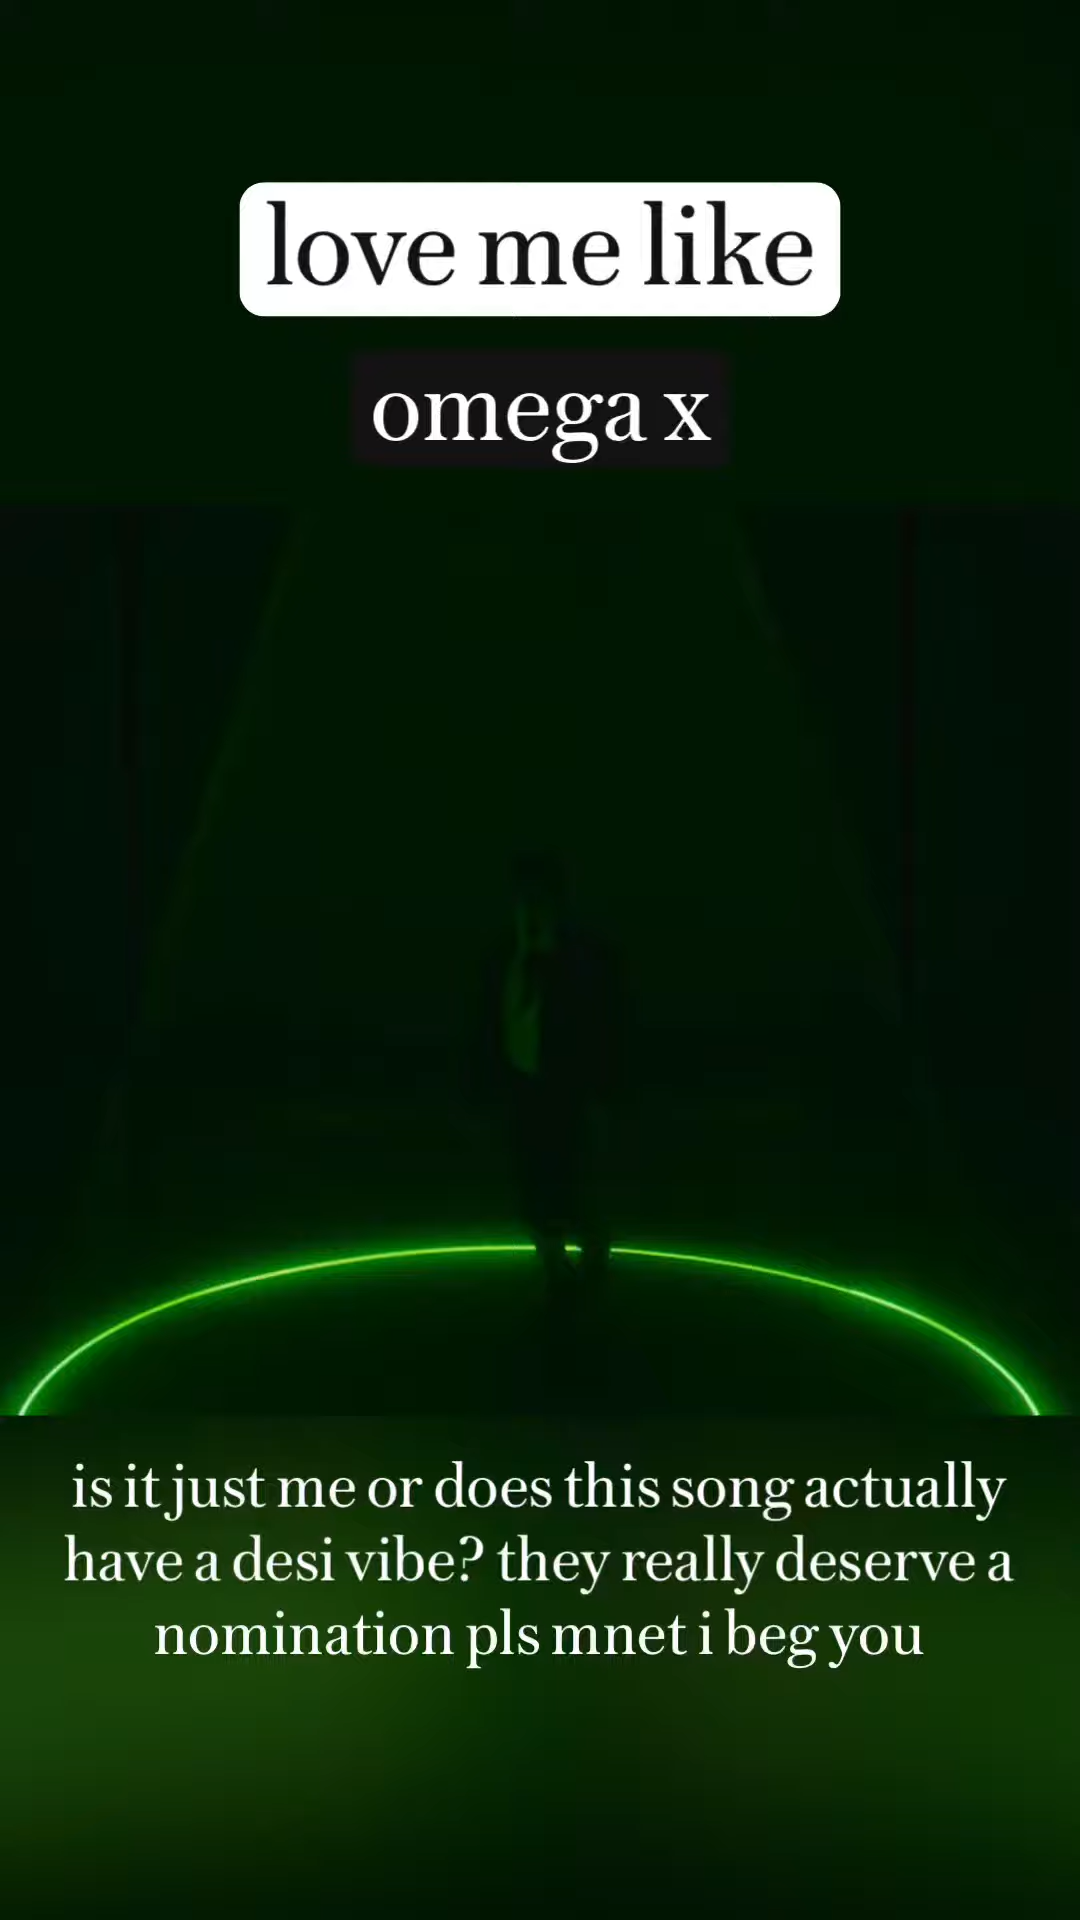 love me like
omega x
is it just me or does this song actually
have a desi vibe? they really deserve a
nomination pls mnet i beg you